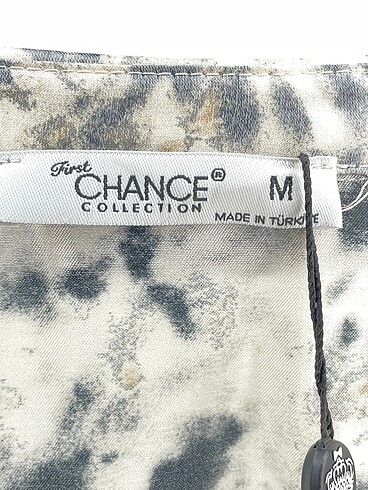 First
CHANCE® M
COLLECTION
MADE IN TÜRKİYE